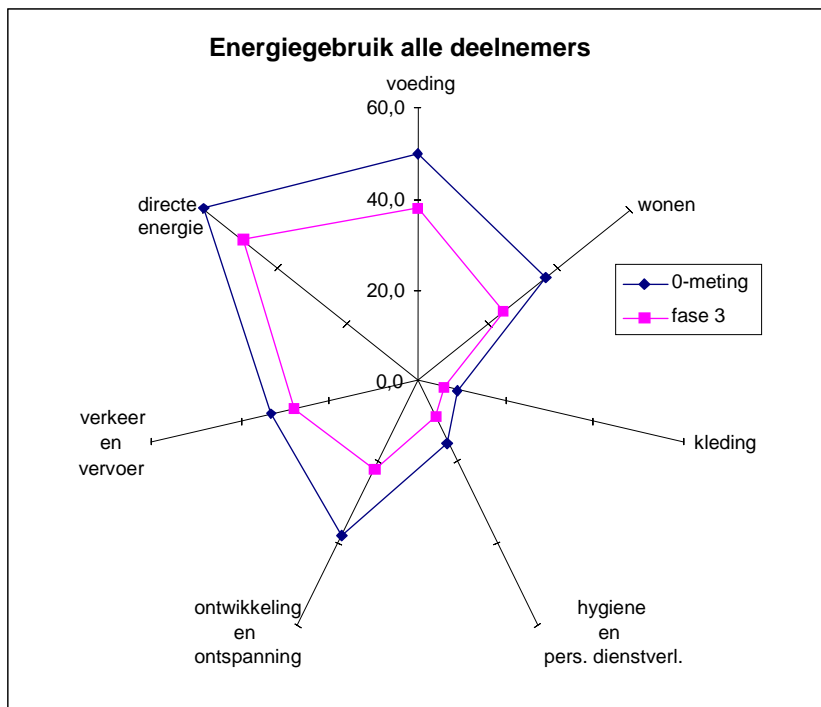 Energiegebruik alle deelnemers
voeding
60,0
40,0
20,0
0,0
wonen
kleding
hygiene
en
pers. dienstverl.
ontwikkeling
en
ontspanning
verkeer
en
vervoer
directe
energie
0-meting
fase 3